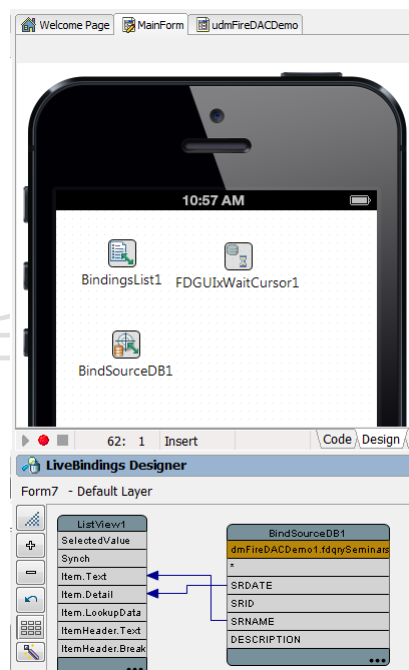 Welcome Page MainForm udmFireDACDemo
10:57 AM
BindingsList1 FDGUIxWaitCursor1
BindSourceDB1
62: 1 Insert Code Design
LiveBindings Designer
Form7 - Default Layer
ListView1
SelectedValue
Synch
Item.Text
Item.Detail
Item.LookupData
ItemHeader.Text
ItemHeader.Break
BindSourceDB1
dmFireDACDemo1.fdqrySeminars
*
SRDATE
SRID
SRNAME
DESCRIPTION